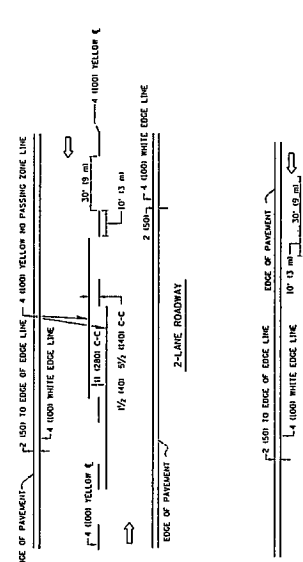 EDGE OF PAVEMENT
2 (50) TO EDGE OF EDGE LINE
4 (100) WHITE EDGE LINE
4 (100) YELLOW NO PASSING ZONE LINE
4 (100) YELLOW ℄
11 (280) C-C
30' (9 m)
10' (3 m)
4 (100) YELLOW ℄
1½ (40)
5½ (140) C-C
2 (50)
4 (100) WHITE EDGE LINE
EDGE OF PAVEMENT
2-LANE ROADWAY
2 (50) TO EDGE OF EDGE LINE
4 (100) WHITE EDGE LINE
EDGE OF PAVEMENT
10' (3 m)
30' (9 m)